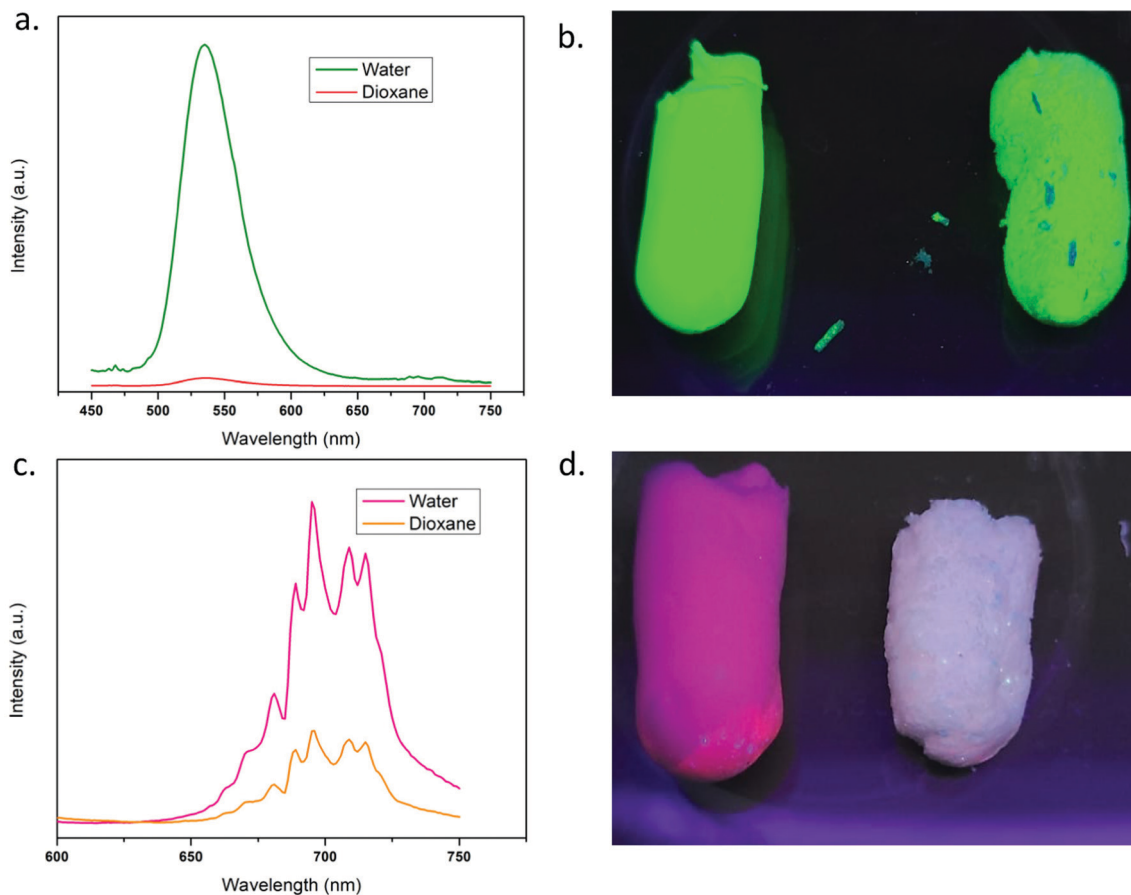 a.
Water
Dioxane
Intensity (a.u.)
450 500 550 600 650 700 750
Wavelength (nm)
b.
c.
Water
Dioxane
Intensity (a.u.)
600 650 700 750
Wavelength (nm)
d.